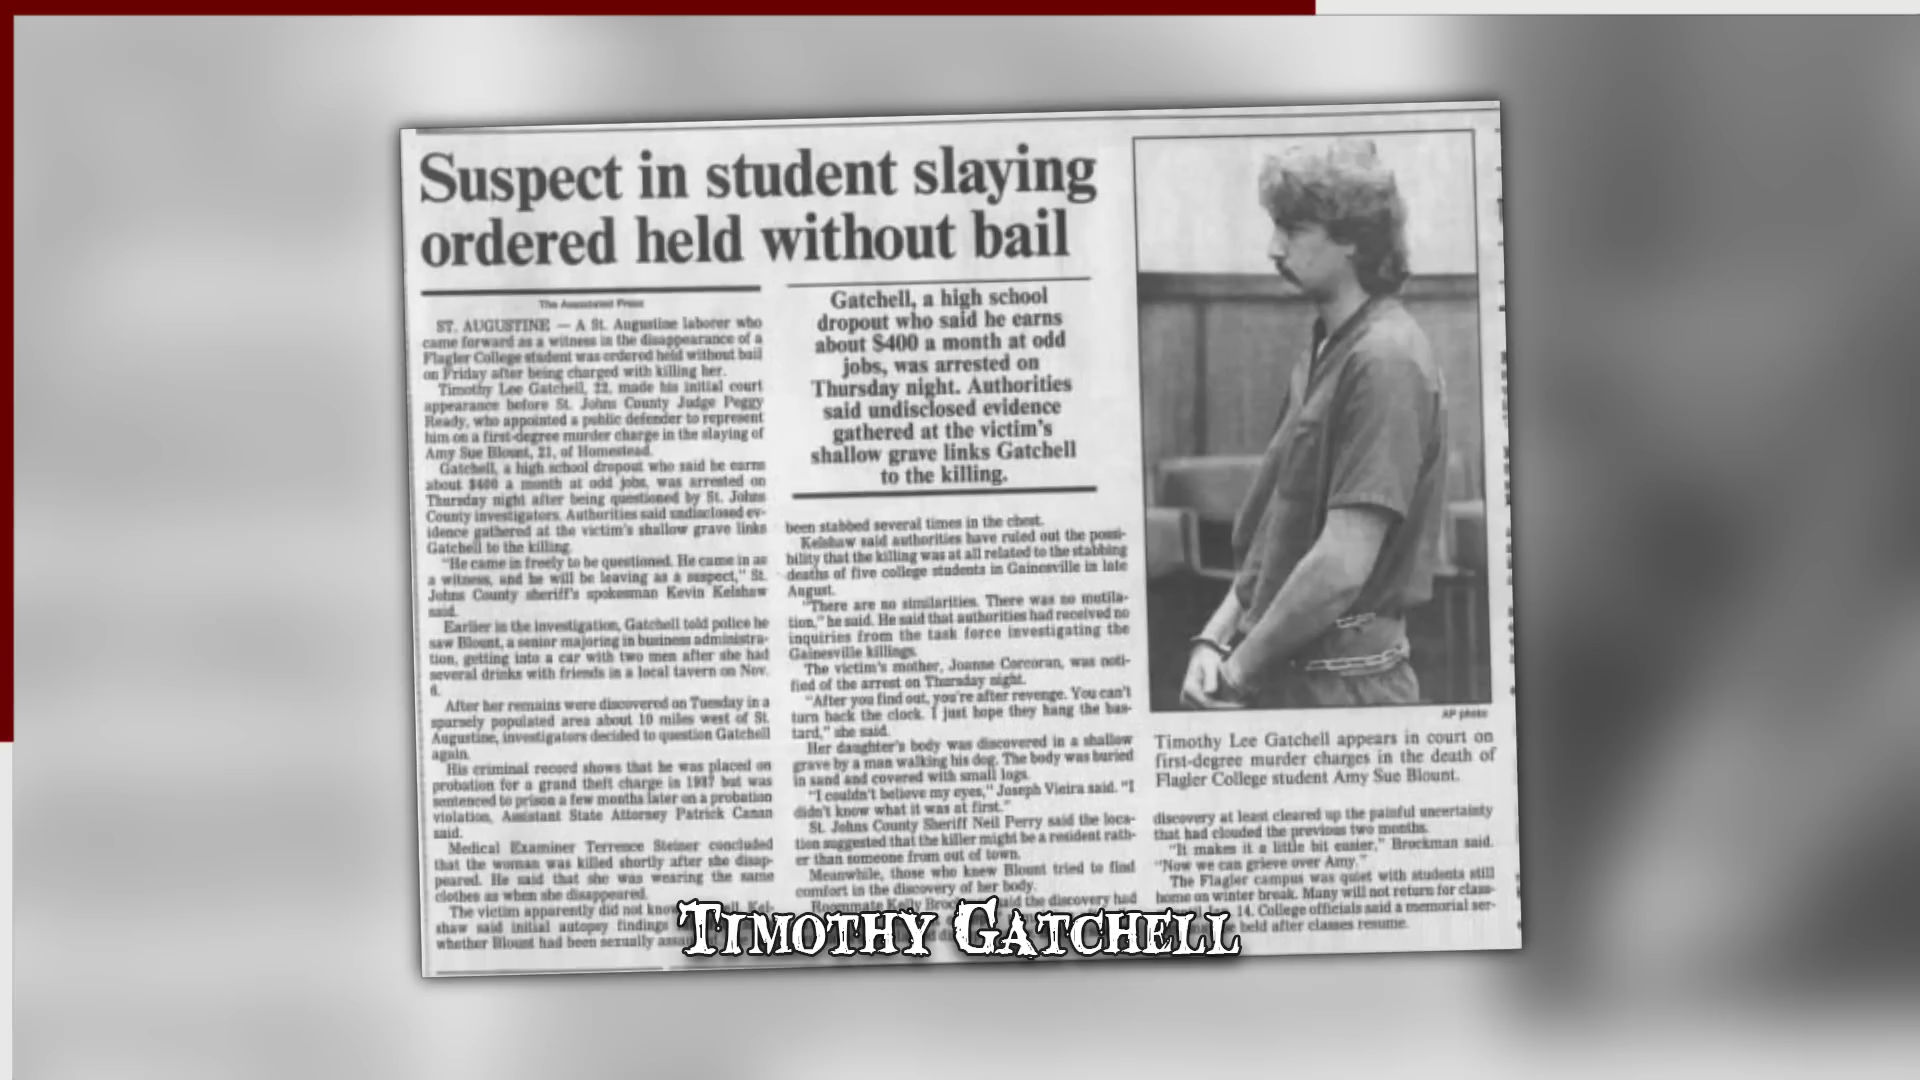 Suspect in student slaying
ordered held without bail
The Associated Press
ST. AUGUSTINE — A St. Augustine laborer who
came forward as a witness in the disappearance of a
Flagler College student was ordered held without bail
on Friday after being charged with killing her.
Timothy Lee Gatchell, 22, made his initial court
appearance before St. Johns County Judge Peggy
Ready, who appointed a public defender to represent
him on a first-degree murder charge in the slaying of
Amy Sue Blount, 21, of Homestead.
Gatchell, a high school dropout who said he earns
about $400 a month at odd jobs, was arrested on
Thursday night after being questioned by St. Johns
County investigators. Authorities said undisclosed ev-
idence gathered at the victim's shallow grave links
Gatchell to the killing.
"He came in freely to be questioned. He came in as
a witness, and he will be leaving as a suspect," St.
Johns County sheriff's spokesman Kevin Kelshaw
said.
Earlier in the investigation, Gatchell told police he
saw Blount, a senior majoring in business administra-
tion, getting into a car with two men after she had
several drinks with friends in a local tavern on Nov.
6.
After her remains were discovered on Tuesday in a
sparsely populated area about 10 miles west of St.
Augustine, investigators decided to question Gatchell
again.
His criminal record shows that he was placed on
probation for a grand theft charge in 1987 but was
sentenced to prison a few months later on a probation
violation, Assistant State Attorney Patrick Canan
said.
Medical Examiner Terrence Steiner concluded
that the woman was killed shortly after she disap-
peared. He said that she was wearing the same
clothes as when she disappeared.
The victim apparently did not know Kel-
shaw said initial autopsy findings
whether Blount had been sexually
Gatchell, a high school
dropout who said he earns
about $400 a month at odd
jobs, was arrested on
Thursday night. Authorities
said undisclosed evidence
gathered at the victim's
shallow grave links Gatchell
to the killing.
been stabbed several times in the chest.
Kelshaw said authorities have ruled out the possi-
bility that the killing was at all related to the stabbing
deaths of five college students in Gainesville in late
August.
"There are no similarities. There was no mutila-
tion," he said. He said that authorities had received no
inquiries from the task force investigating the
Gainesville killings.
The victim's mother, Joanne Corcoran, was noti-
fied of the arrest on Thursday night.
"After you find out, you're after revenge. You can't
turn back the clock. I just hope they hang the bas-
tard," she said.
Her daughter's body was discovered in a shallow
grave by a man walking his dog. The body was buried
in sand and covered with small logs.
"I couldn't believe my eyes," Joseph Vieira said. "I
didn't know what it was at first."
St. Johns County Sheriff Neil Perry said the loca-
tion suggested that the killer might be a resident rath-
er than someone from out of town.
Meanwhile, those who knew Blount tried to find
comfort in the discovery of her body.
Roommate Kelly said the discovery had
AP photo
Timothy Lee Gatchell appears in court on
first-degree murder charges in the death of
Flagler College student Amy Sue Blount.
discovery at least cleared up the painful uncertainty
that had clouded the previous two months.
"It makes it a little bit easier," Brockman said.
"Now we can grieve over Amy."
The Flagler campus was quiet with students still
home on winter break. Many will not return for class-
14. College officials said a memorial ser-
held after classes resume.
Timothy Gatchell